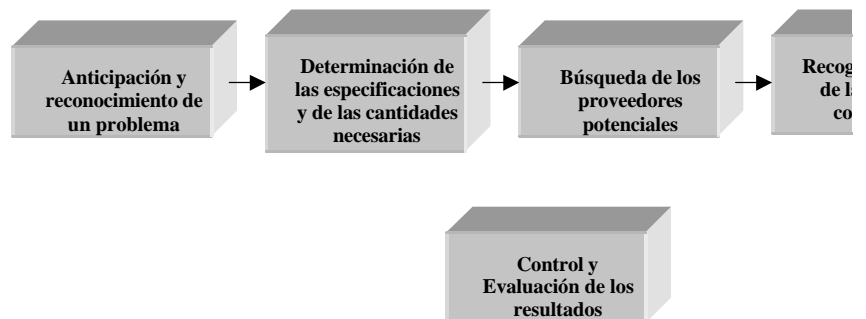 Anticipación y
reconocimiento de
un problema
Determinación de
las especificaciones
y de las cantidades
necesarias
Búsqueda de los
proveedores
potenciales
de
Control y
Evaluación de los
resultados